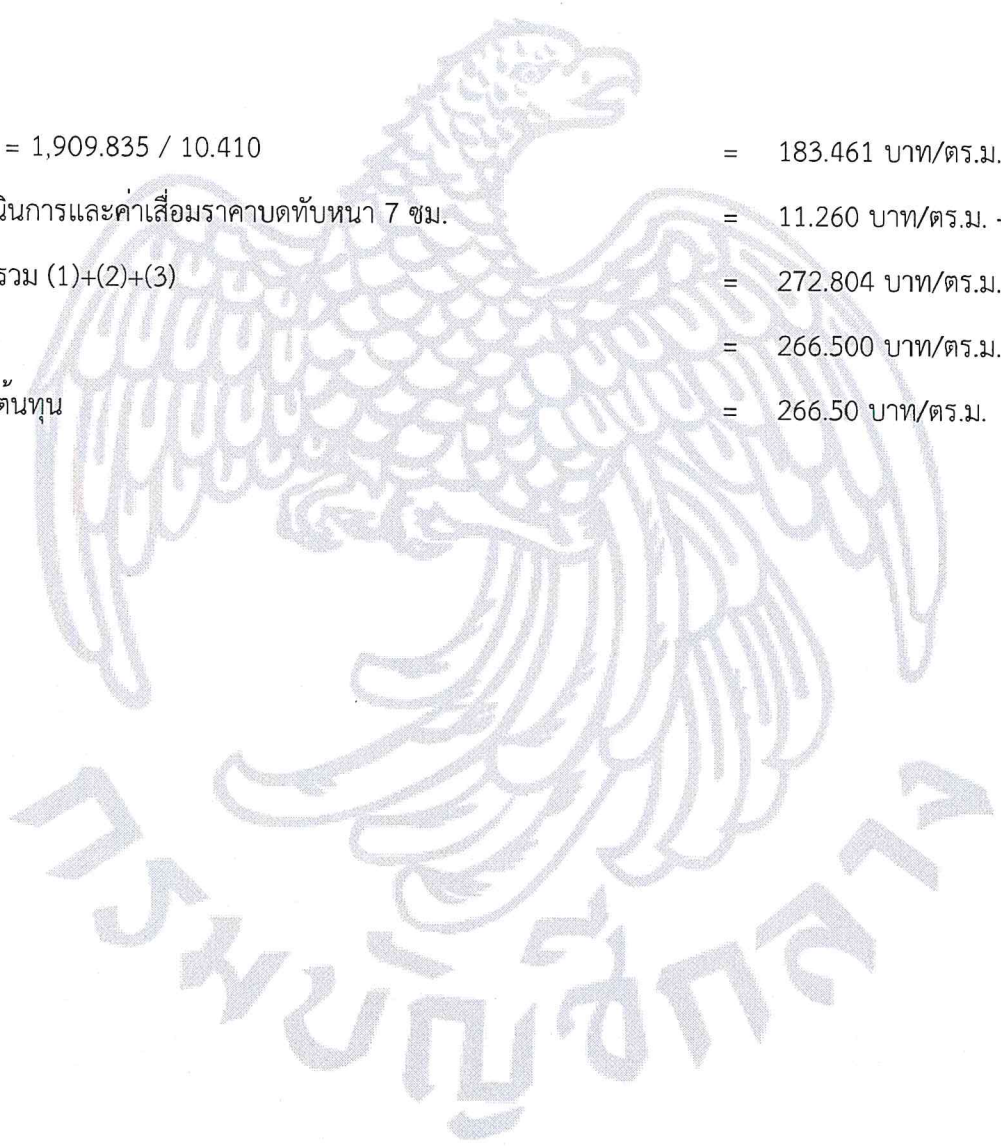 = 1,909.835 / 10.410 = 183.461 บาท/ตร.ม.
นินการและค่าเสื่อมราคาบดทับหนา 7 ซม. = 11.260 บาท/ตร.ม. -
รวม (1)+(2)+(3) = 272.804 บาท/ตร.ม.
= 266.500 บาท/ตร.ม.
ต้นทุน = 266.50 บาท/ตร.ม.
กรมบัญชีกลาง